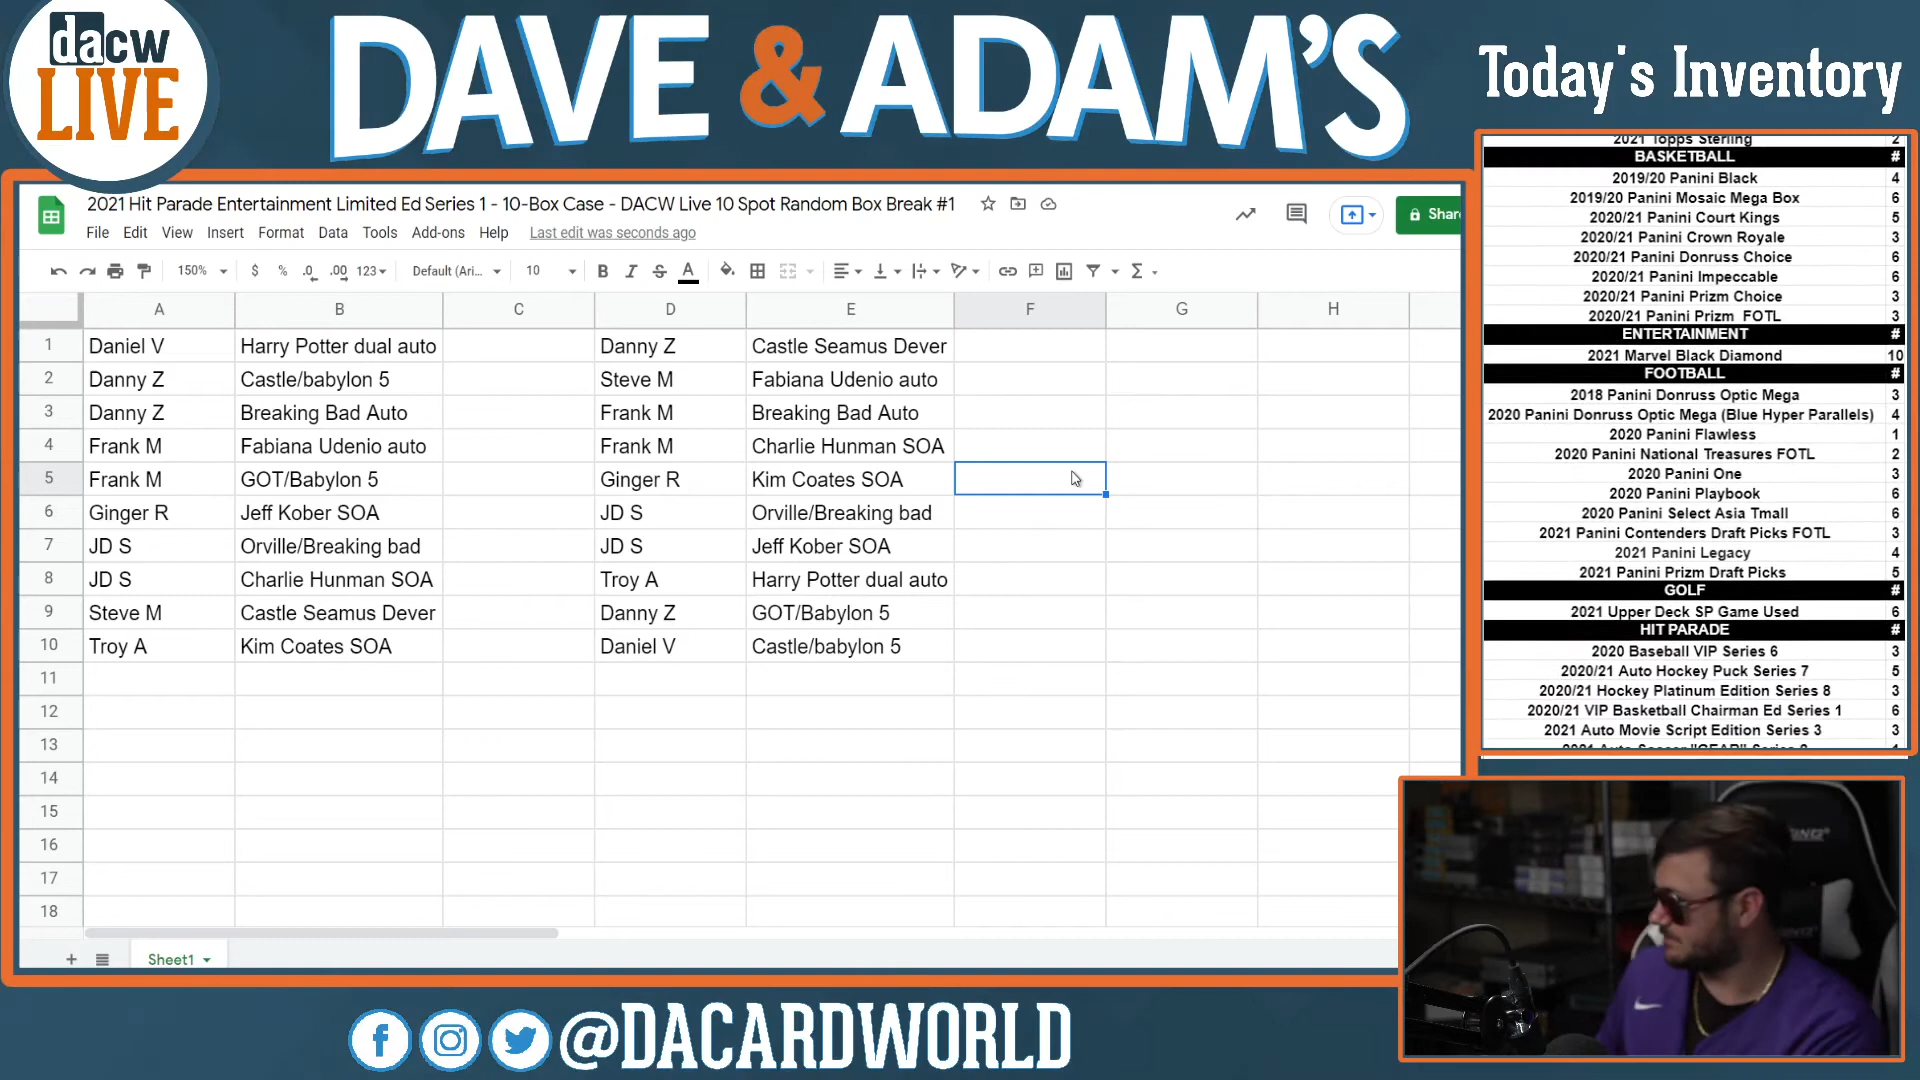 dacw
LIVE
DAVE & ADAM'S
Today's Inventory
2021 Hit Parade Entertainment Limited Ed Series 1 - 10-Box Case - DACW Live 10 Spot Random Box Break #1
Share
File Edit View Insert Format Data Tools Add-ons Help Last edit was seconds ago
150% $ % .0 .00 123 Default (Ari... 10 B I S A Σ
A B C D E F G H
1 Daniel V Harry Potter dual auto Danny Z Castle Seamus Dever
2 Danny Z Castle/babylon 5 Steve M Fabiana Udenio auto
3 Danny Z Breaking Bad Auto Frank M Breaking Bad Auto
4 Frank M Fabiana Udenio auto Frank M Charlie Hunman SOA
5 Frank M GOT/Babylon 5 Ginger R Kim Coates SOA
6 Ginger R Jeff Kober SOA JD S Orville/Breaking bad
7 JD S Orville/Breaking bad JD S Jeff Kober SOA
8 JD S Charlie Hunman SOA Troy A Harry Potter dual auto
9 Steve M Castle Seamus Dever Danny Z GOT/Babylon 5
10 Troy A Kim Coates SOA Daniel V Castle/babylon 5
11
12
13
14
15
16
17
18
Sheet1
2021 Topps Sterling 2
BASKETBALL #
2019/20 Panini Black 4
2019/20 Panini Mosaic Mega Box 6
2020/21 Panini Court Kings 5
2020/21 Panini Crown Royale 3
2020/21 Panini Donruss Choice 6
2020/21 Panini Impeccable 6
2020/21 Panini Prizm Choice 3
2020/21 Panini Prizm FOTL 3
ENTERTAINMENT #
2021 Marvel Black Diamond 10
FOOTBALL #
2018 Panini Donruss Optic Mega 3
2020 Panini Donruss Optic Mega (Blue Hyper Parallels) 4
2020 Panini Flawless 1
2020 Panini National Treasures FOTL 2
2020 Panini One 3
2020 Panini Playbook 6
2020 Panini Select Asia Tmall 6
2021 Panini Contenders Draft Picks FOTL 3
2021 Panini Legacy 4
2021 Panini Prizm Draft Picks 5
GOLF #
2021 Upper Deck SP Game Used 6
HIT PARADE #
2020 Baseball VIP Series 6 3
2020/21 Auto Hockey Puck Series 7 5
2020/21 Hockey Platinum Edition Series 8 3
2020/21 VIP Basketball Chairman Ed Series 1 6
2021 Auto Movie Script Edition Series 3 3
@DACARDWORLD